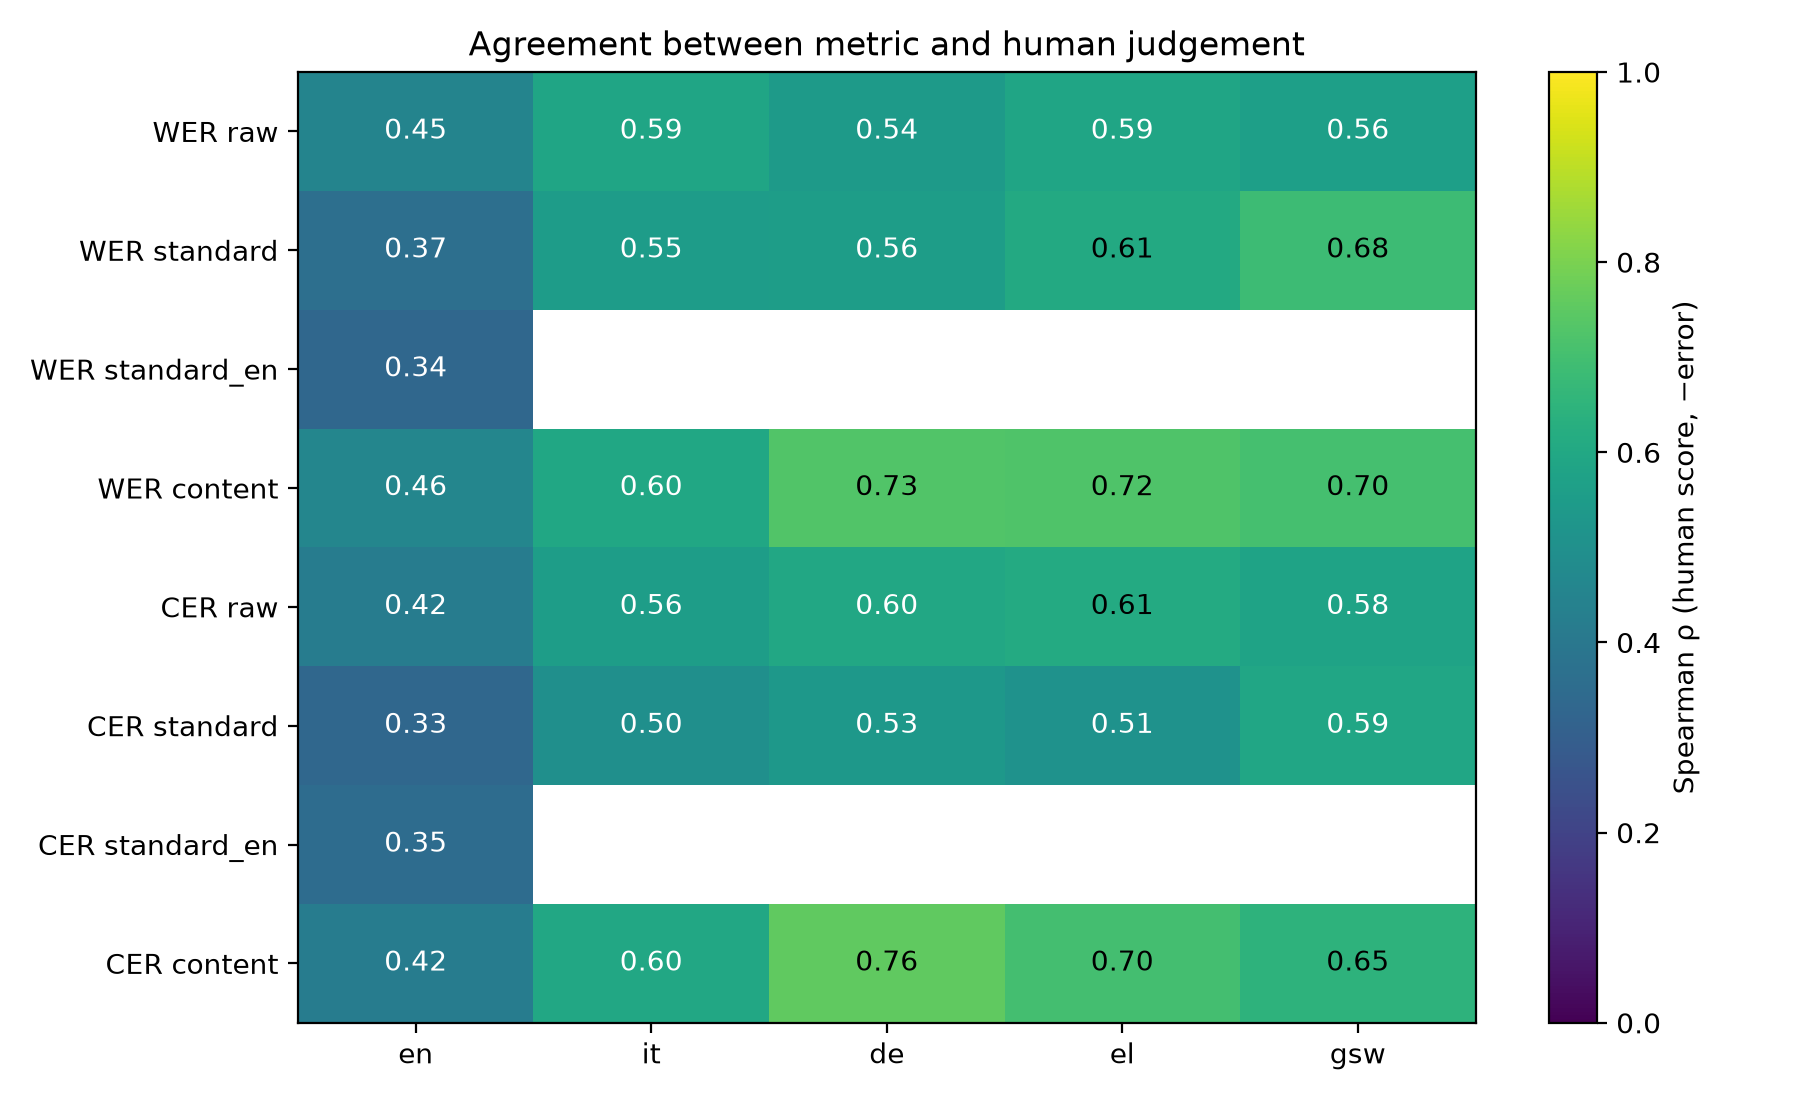 Agreement between metric and human judgement
WER raw 0.45 0.59 0.54 0.59 0.56
WER standard 0.37 0.55 0.56 0.61 0.68
WER standard_en 0.34
WER content 0.46 0.60 0.73 0.72 0.70
CER raw 0.42 0.56 0.60 0.61 0.58
CER standard 0.33 0.50 0.53 0.51 0.59
CER standard_en 0.35
CER content 0.42 0.60 0.76 0.70 0.65
en it de el gsw
1.0
0.8
0.6
0.4
0.2
0.0
Spearman ρ (human score, −error)